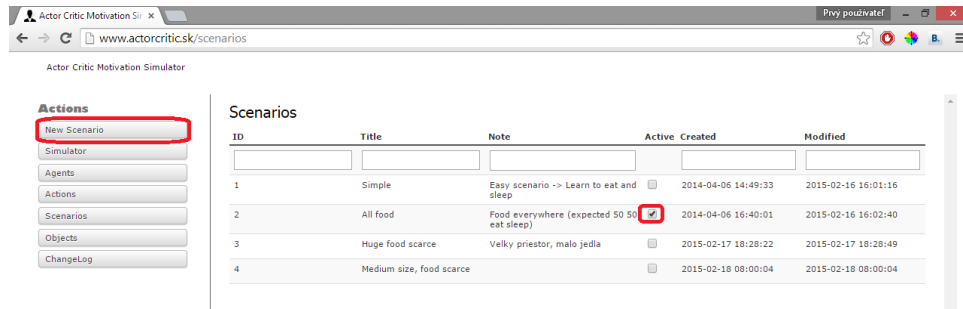 Actor Critic Motivation Sir
Prvý používateľ
www.actorcritic.sk/scenarios
B.
Actor Critic Motivation Simulator
Actions
New Scenario
Simulator
Agents
Actions
Scenarios
Objects
ChangeLog
Scenarios
ID Title Note Active Created Modified
1 Simple Easy scenario -> Learn to eat and sleep 2014-04-06 14:49:33 2015-02-16 16:01:16
2 All food Food everywhere (expected 50 50 eat sleep) 2014-04-06 16:40:01 2015-02-16 16:02:40
3 Huge food scarce Velky priestor, malo jedla 2015-02-17 18:28:22 2015-02-17 18:28:49
4 Medium size, food scarce 2015-02-18 08:00:04 2015-02-18 08:00:04